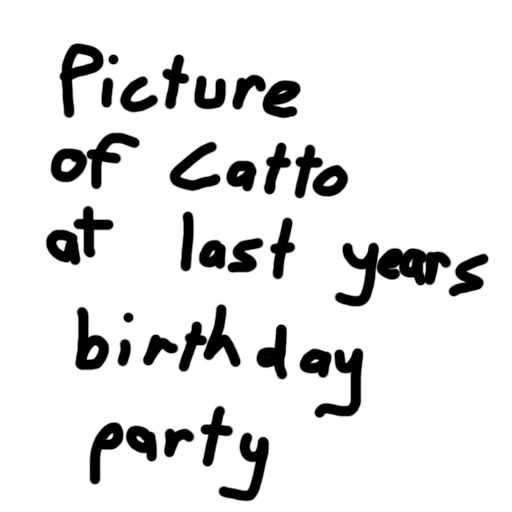 Picture
of Catto
at last years
birthday
party